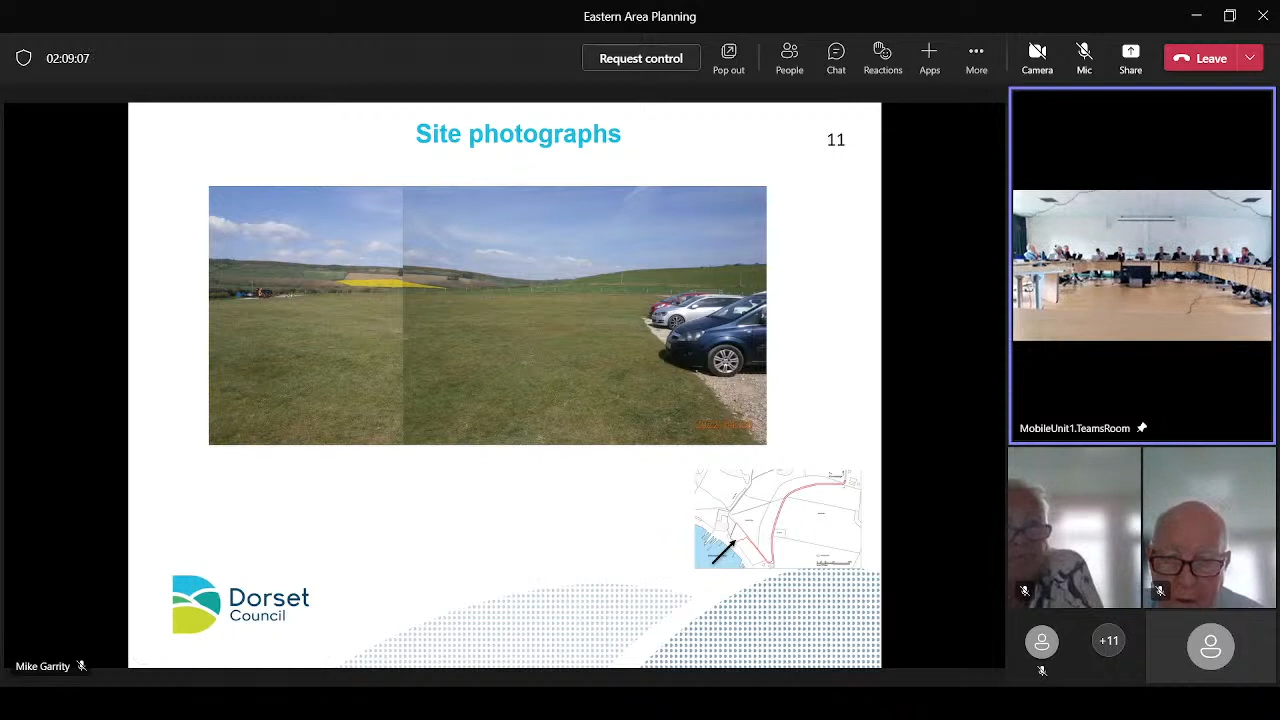 Eastern Area Planning
02:09:07
Request control
Pop out
People
Chat
Reactions
Apps
More
Camera
Mic
Share
Leave
Site photographs
11
MobileUnit1.TeamsRoom
Dorset
Council
+11
Mike Garrity